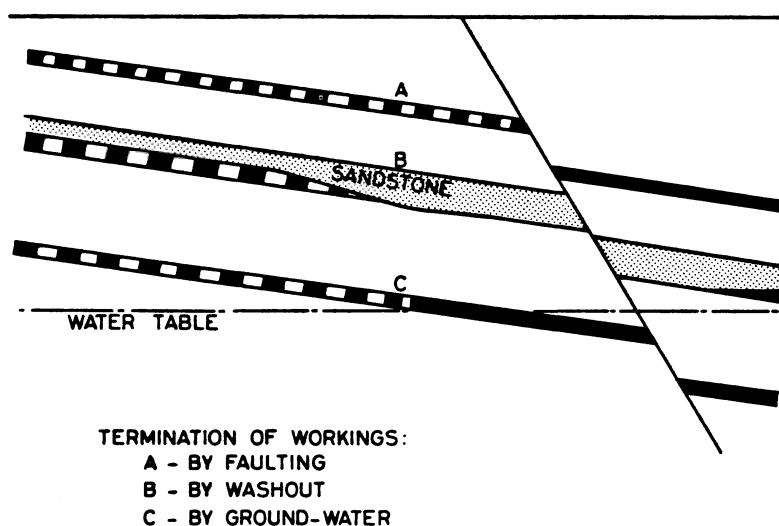 A
B
SANDSTONE
C
WATER TABLE
TERMINATION OF WORKINGS:
A - BY FAULTING
B - BY WASHOUT
C - BY GROUND-WATER